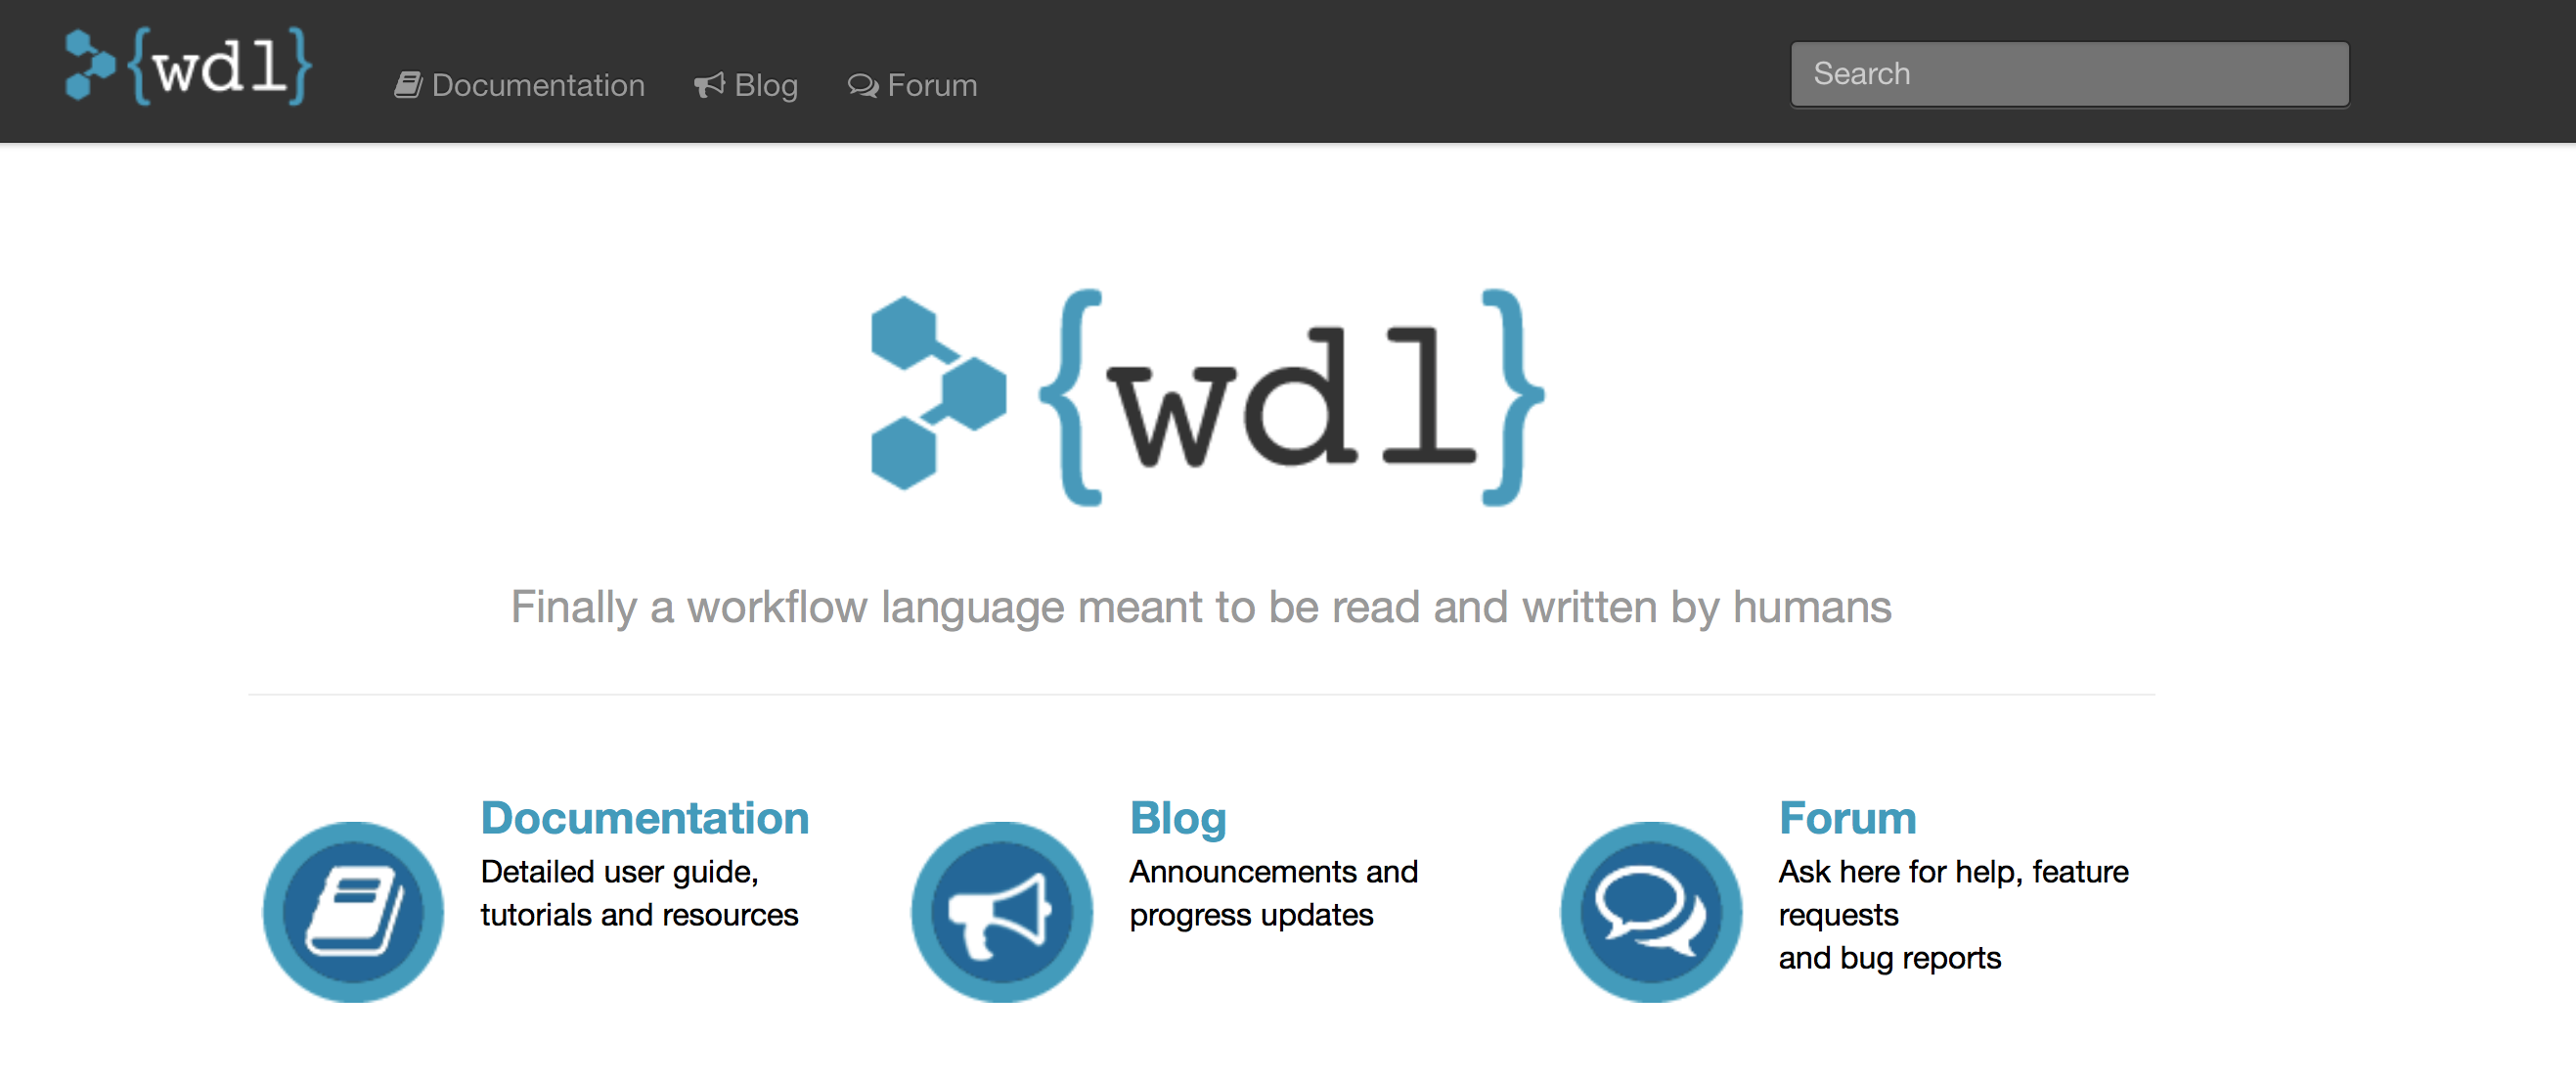 {wdl}
Documentation
Blog
Forum
Search
{wdl}
Finally a workflow language meant to be read and written by humans
Documentation
Detailed user guide,
tutorials and resources
Blog
Announcements and
progress updates
Forum
Ask here for help, feature
requests
and bug reports